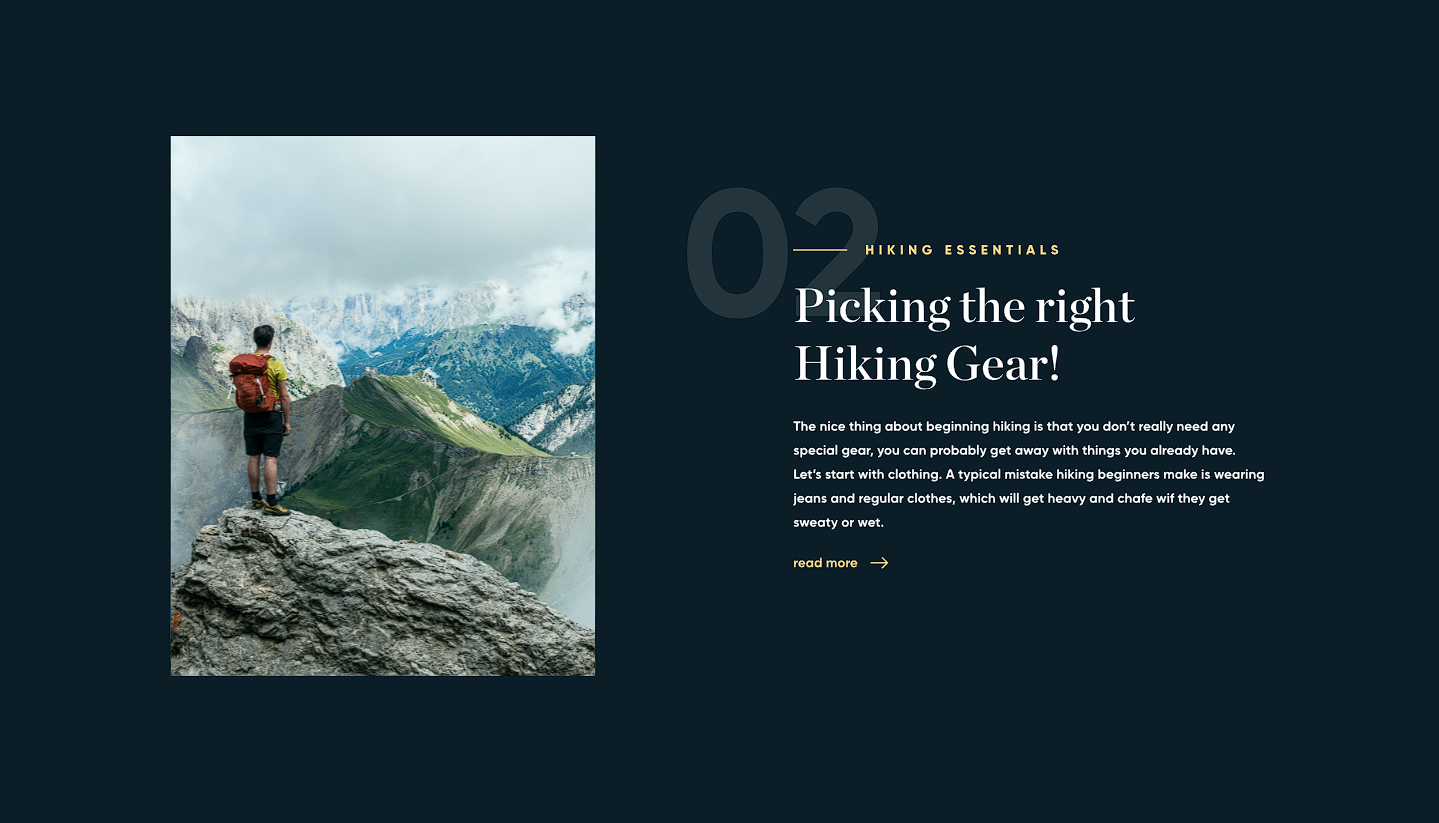 02
HIKING ESSENTIALS
Picking the right
Hiking Gear!
The nice thing about beginning hiking is that you don’t really need any
special gear, you can probably get away with things you already have.
Let’s start with clothing. A typical mistake hiking beginners make is wearing
jeans and regular clothes, which will get heavy and chafe wif they get
sweaty or wet.
read more